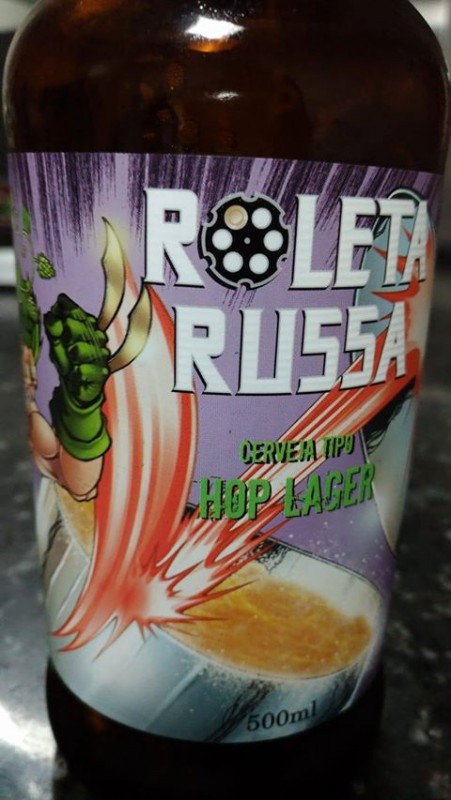 ROLETA
RUSSA
CERVEJA TIPO
HOP LAGER
500ml